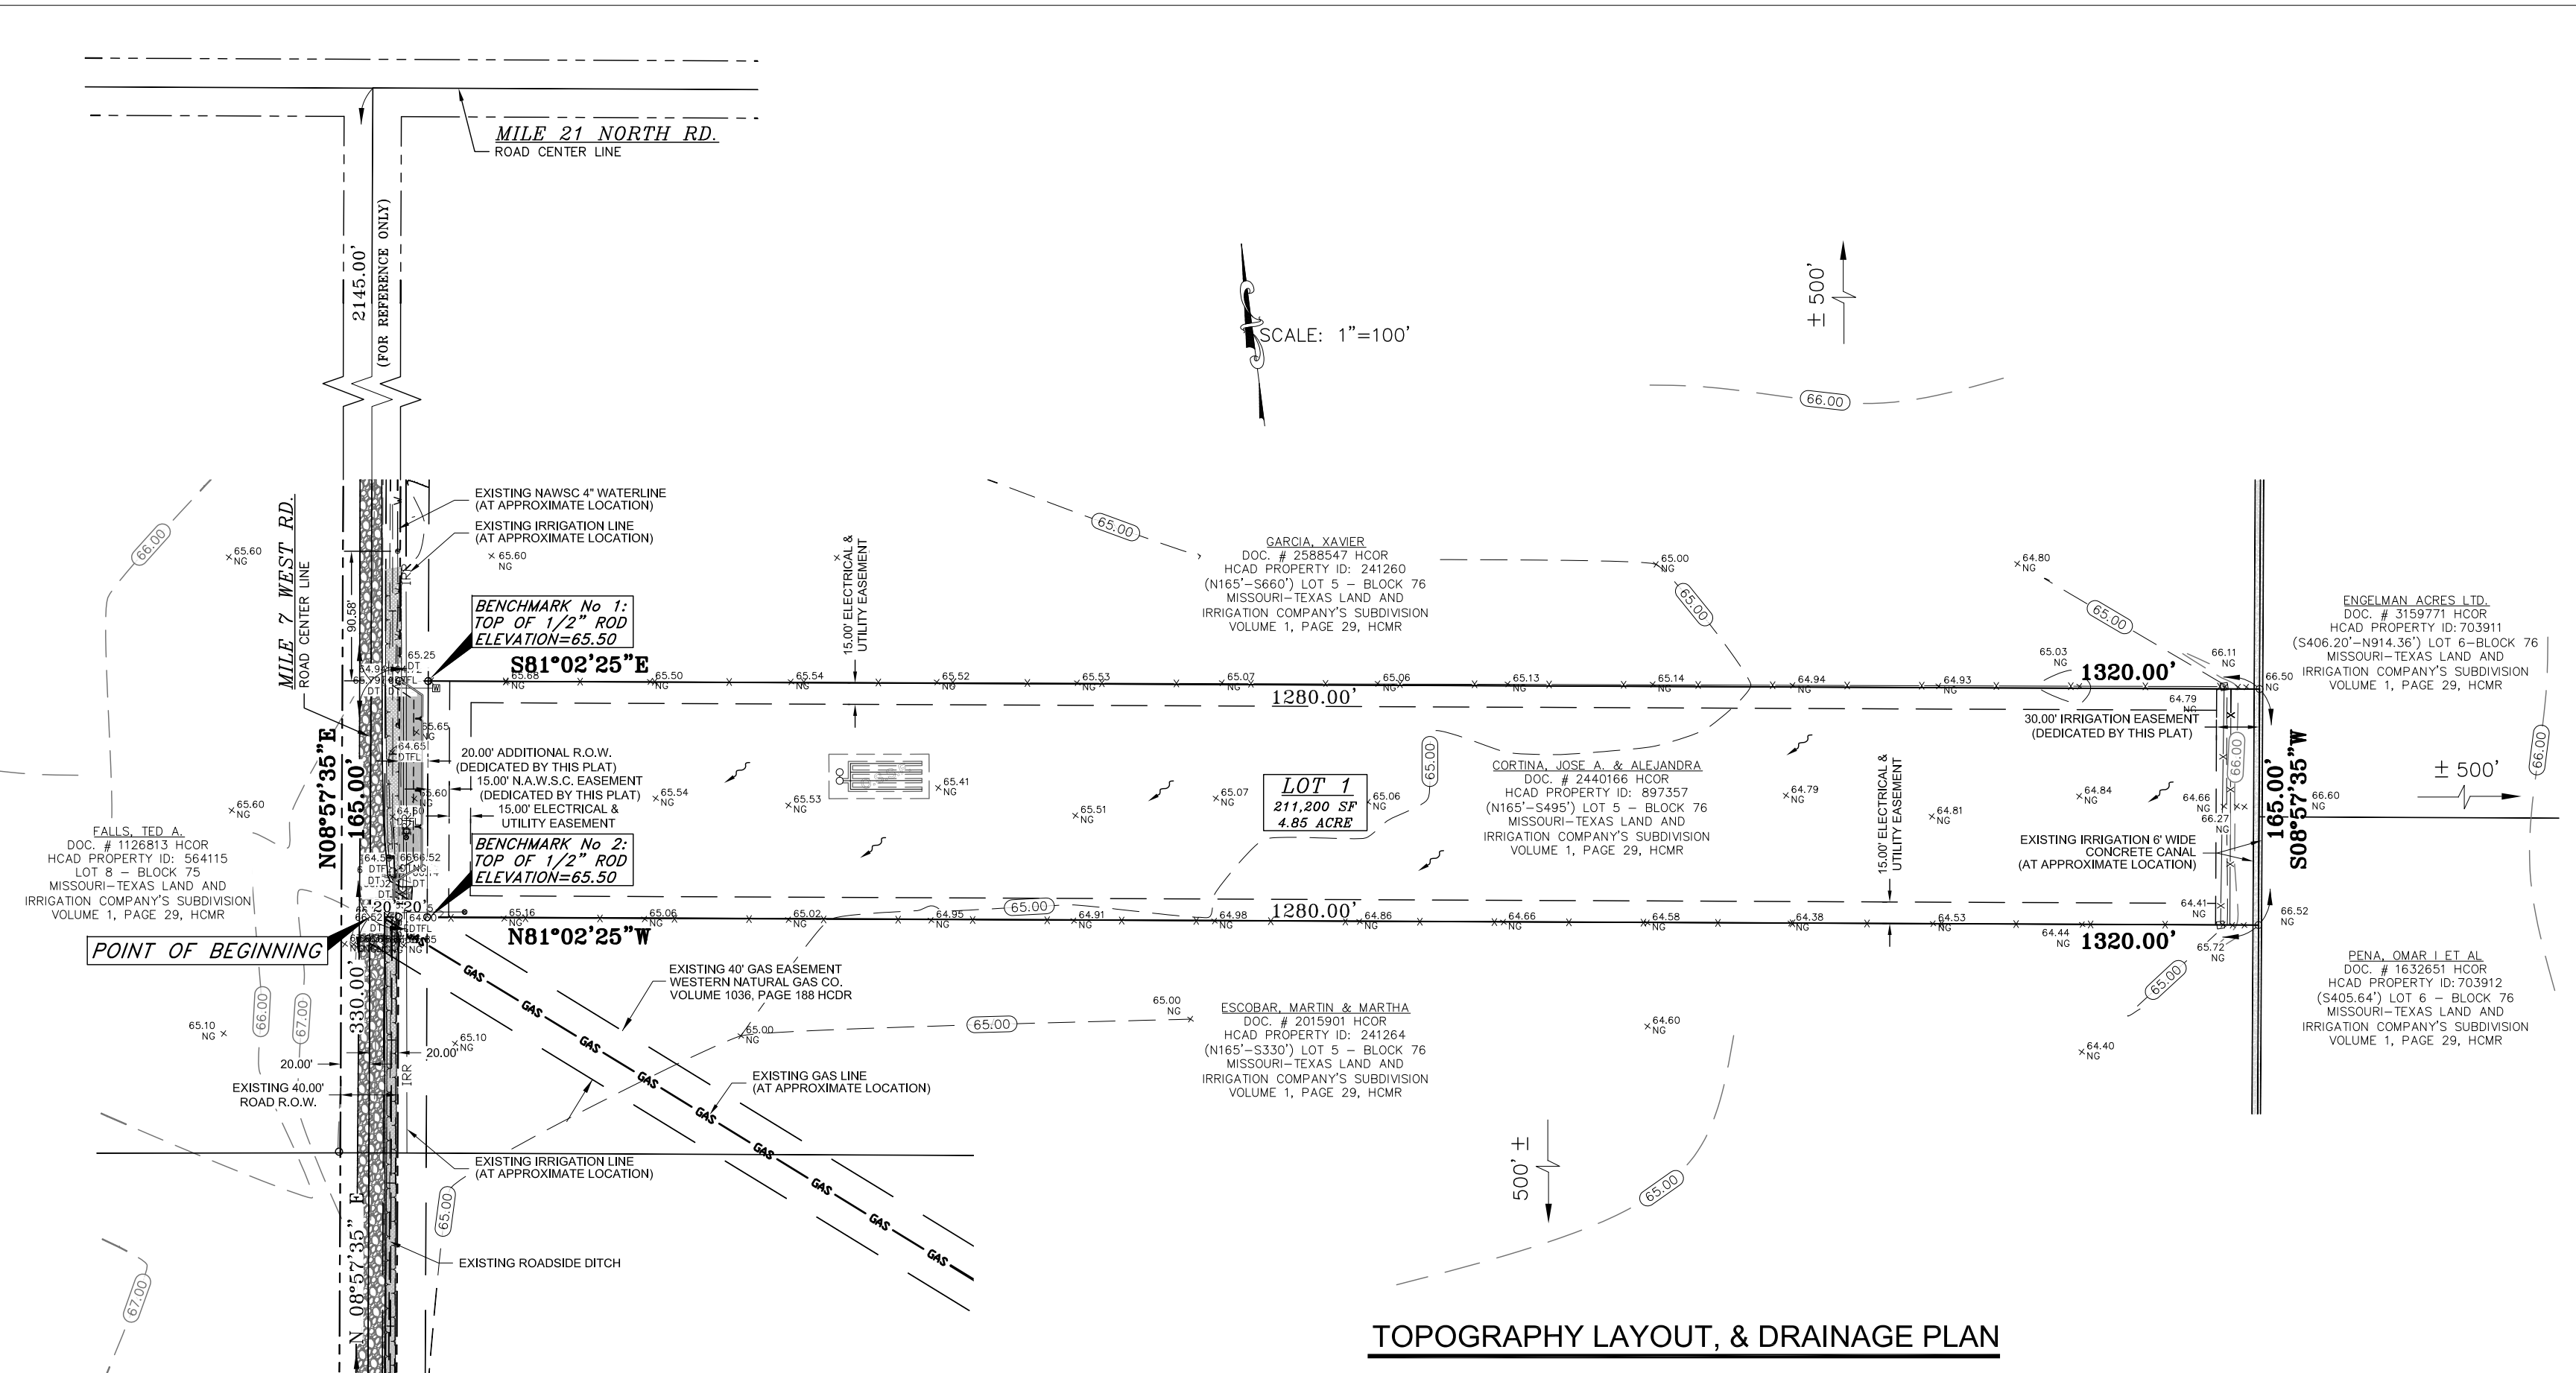 MILE 21 NORTH RD.
ROAD CENTER LINE
2145.00'
(FOR REFERENCE ONLY)
SCALE: 1"=100'
± 500'
66.00
EXISTING NAWSC 4" WATERLINE
(AT APPROXIMATE LOCATION)
EXISTING IRRIGATION LINE
(AT APPROXIMATE LOCATION)
MILE 7 WEST RD.
ROAD CENTER LINE
90.58'
IRR
66.00
65.60
NG
65.60
NG
65.00
15.00' ELECTRICAL &
UTILITY EASEMENT
GARCIA, XAVIER
DOC. # 2588547 HCOR
HCAD PROPERTY ID: 241260
(N165'-S660') LOT 5 - BLOCK 76
MISSOURI-TEXAS LAND AND
IRRIGATION COMPANY'S SUBDIVISION
VOLUME 1, PAGE 29, HCMR
65.00
NG
65.00
64.80
NG
65.00
ENGELMAN ACRES LTD.
DOC. # 3159771 HCOR
HCAD PROPERTY ID: 703911
(S406.20'-N914.36') LOT 6-BLOCK 76
MISSOURI-TEXAS LAND AND
IRRIGATION COMPANY'S SUBDIVISION
VOLUME 1, PAGE 29, HCMR
BENCHMARK No 1:
TOP OF 1/2" ROD
ELEVATION=65.50
65.25
DT
S81°02'25"E
65.68
NG
65.50
NG
65.54
NG
65.52
NG
65.53
NG
65.07
NG
65.06
NG
65.13
NG
65.14
NG
64.94
NG
64.93
NG
65.03
NG
1320.00'
66.11
NG
66.50
NG
64.79
NG
1280.00'
N08°57'35"E
165.00'
65.65
NG
64.65
DTFL
20.00' ADDITIONAL R.O.W.
(DEDICATED BY THIS PLAT)
15.00' N.A.W.S.C. EASEMENT
(DEDICATED BY THIS PLAT)
15.00' ELECTRICAL &
UTILITY EASEMENT
65.60
NG
65.54
NG
65.53
NG
65.41
NG
65.51
NG
65.07
NG
LOT 1
211,200 SF
4.85 ACRE
65.06
NG
65.00
CORTINA, JOSE A. & ALEJANDRA
DOC. # 2440166 HCOR
HCAD PROPERTY ID: 897357
(N165'-S495') LOT 5 - BLOCK 76
MISSOURI-TEXAS LAND AND
IRRIGATION COMPANY'S SUBDIVISION
VOLUME 1, PAGE 29, HCMR
64.79
NG
15.00' ELECTRICAL &
UTILITY EASEMENT
64.81
NG
64.84
NG
30.00' IRRIGATION EASEMENT
(DEDICATED BY THIS PLAT)
66.00
64.66
NG
66.27
NG
EXISTING IRRIGATION 6' WIDE
CONCRETE CANAL
(AT APPROXIMATE LOCATION)
165.00'
S08°57'35"W
66.60
NG
± 500'
66.00
65.60
NG
FALLS, TED A.
DOC. # 1126813 HCOR
HCAD PROPERTY ID: 564115
LOT 8 - BLOCK 75
MISSOURI-TEXAS LAND AND
IRRIGATION COMPANY'S SUBDIVISION
VOLUME 1, PAGE 29, HCMR
BENCHMARK No 2:
TOP OF 1/2" ROD
ELEVATION=65.50
20' 20'
POINT OF BEGINNING
65.16
NG
65.06
NG
65.02
NG
64.95
NG
65.00
64.91
NG
64.98
NG
1280.00'
64.86
NG
64.66
NG
64.58
NG
64.38
NG
64.53
NG
64.44
NG
1320.00'
64.41
NG
65.72
NG
66.52
NG
N81°02'25"W
EXISTING 40' GAS EASEMENT
WESTERN NATURAL GAS CO.
VOLUME 1036, PAGE 188 HCDR
GAS
GAS
GAS
GAS
GAS
GAS
GAS
GAS
66.00
67.00
330.00'
65.10
NG
65.10
NG
65.00
NG
65.00
65.00
NG
ESCOBAR, MARTIN & MARTHA
DOC. # 2015901 HCOR
HCAD PROPERTY ID: 241264
(N165'-S330') LOT 5 - BLOCK 76
MISSOURI-TEXAS LAND AND
IRRIGATION COMPANY'S SUBDIVISION
VOLUME 1, PAGE 29, HCMR
64.60
NG
64.40
NG
65.00
PENA, OMAR I ET AL
DOC. # 1632651 HCOR
HCAD PROPERTY ID: 703912
(S405.64') LOT 6 - BLOCK 76
MISSOURI-TEXAS LAND AND
IRRIGATION COMPANY'S SUBDIVISION
VOLUME 1, PAGE 29, HCMR
20.00'
20.00'
EXISTING 40.00'
ROAD R.O.W.
IRR
EXISTING GAS LINE
(AT APPROXIMATE LOCATION)
EXISTING IRRIGATION LINE
(AT APPROXIMATE LOCATION)
65.00
500' ±
65.00
N 08°57'35" E
EXISTING ROADSIDE DITCH
67.00
TOPOGRAPHY LAYOUT, & DRAINAGE PLAN